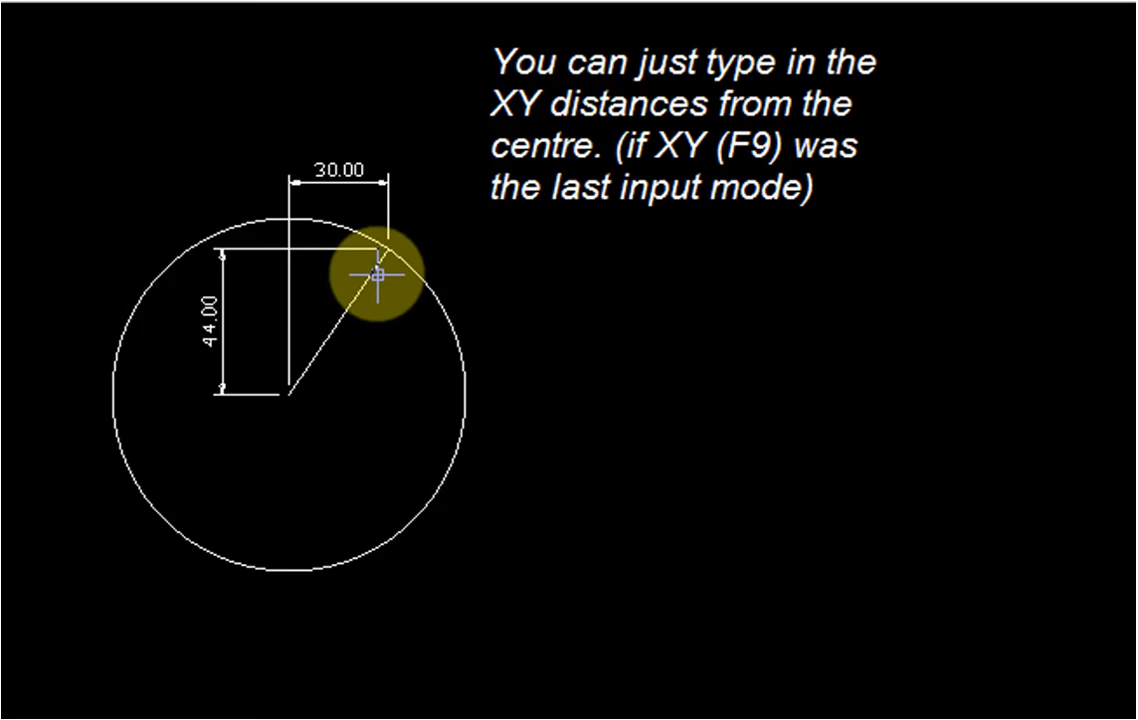 You can just type in the
XY distances from the
centre. (if XY (F9) was
the last input mode)
30.00
44.00